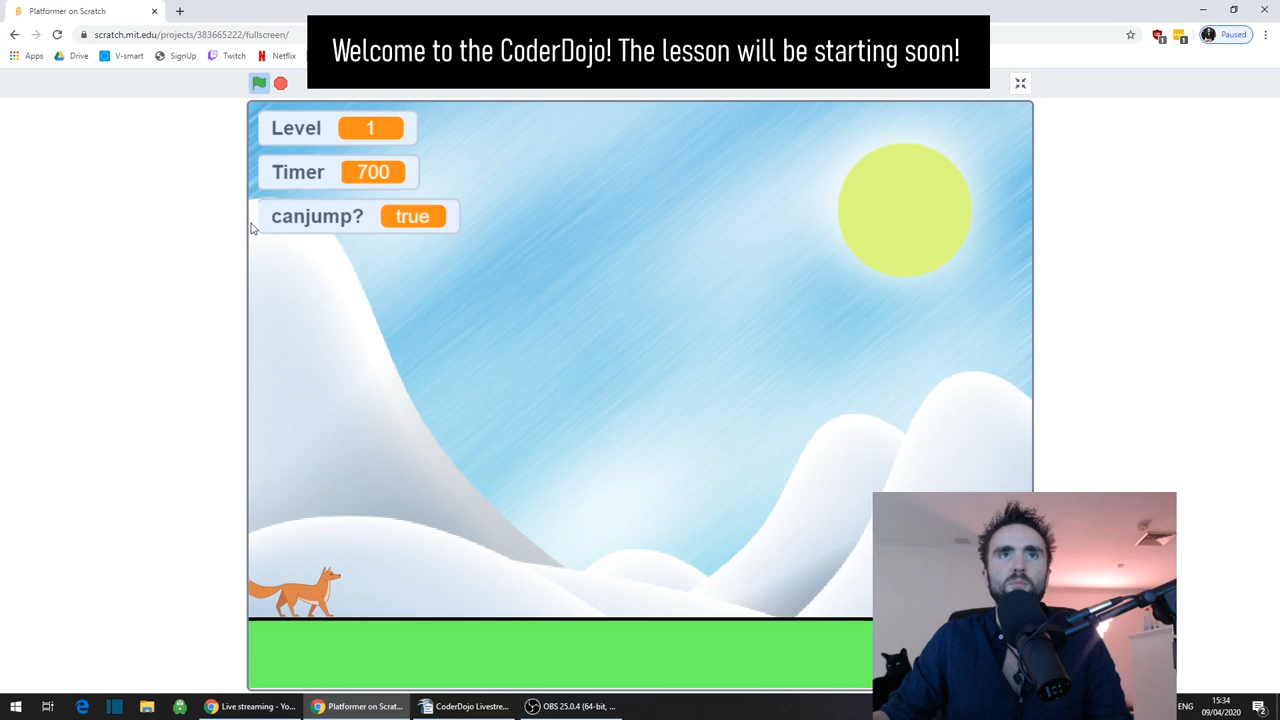 Platformer on Scratch
scratch.mit.edu/projects/383665222/fullscreen/
Paused
Apps
Drive
V-smart
SignUp
Twitch
Netflix
Welcome to the CoderDojo! The lesson will be starting soon!
Level 1
Timer 700
canjump? true
Live streaming - Yo...
Platformer on Scrat...
CoderDojo Livestre...
OBS 25.0.4 (64-bit, ...
ENG
15:34
09/04/2020
2